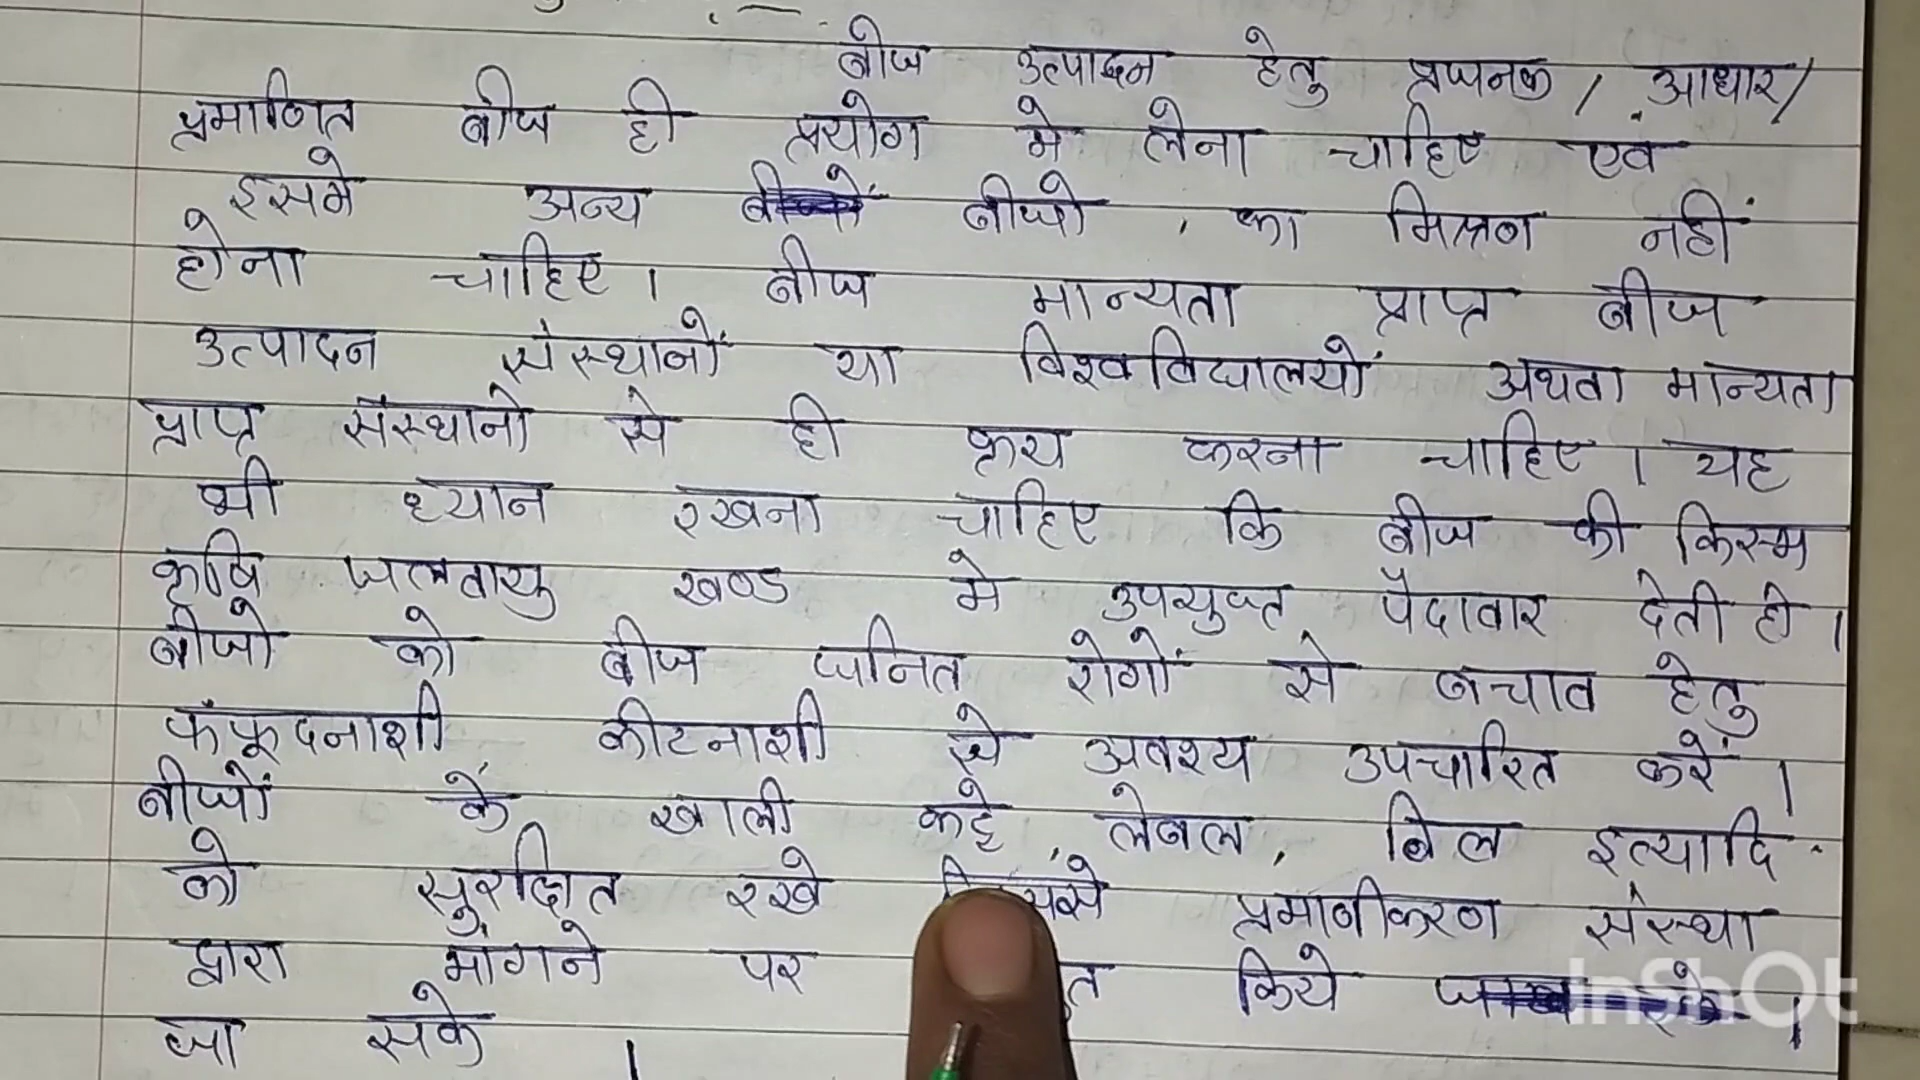 बीज उत्पादन हेतु प्रजनक / आधार /
प्रमाणित बीज ही प्रयोग मे लेना चाहिए एवं
इसमे अन्य बीजो का मिश्रण नहीं
होना चाहिए । बीज मान्यता प्राप्त बीज
उत्पादन संस्थानों या विश्वविद्यालयों अथवा मान्यता
प्राप्त संस्थानो से ही क्रय करना चाहिए । यह
भी ध्यान रखना चाहिए कि बीज की किस्म
कृषि जलवायु खण्ड मे उपयुक्त पैदावार देती हो ।
बीजो को बीज जनित रोगों से बचाव हेतु
फंफूदनाशी कीटनाशी से अवश्य उपचारित करें ।
बीजों कें खाली कट्टे, लेबल, बिल इत्यादि
को सुरक्षित रखे प्रमाणीकरण संस्था
द्वारा मांगने पर किये ।
जा सके ।
InShOt